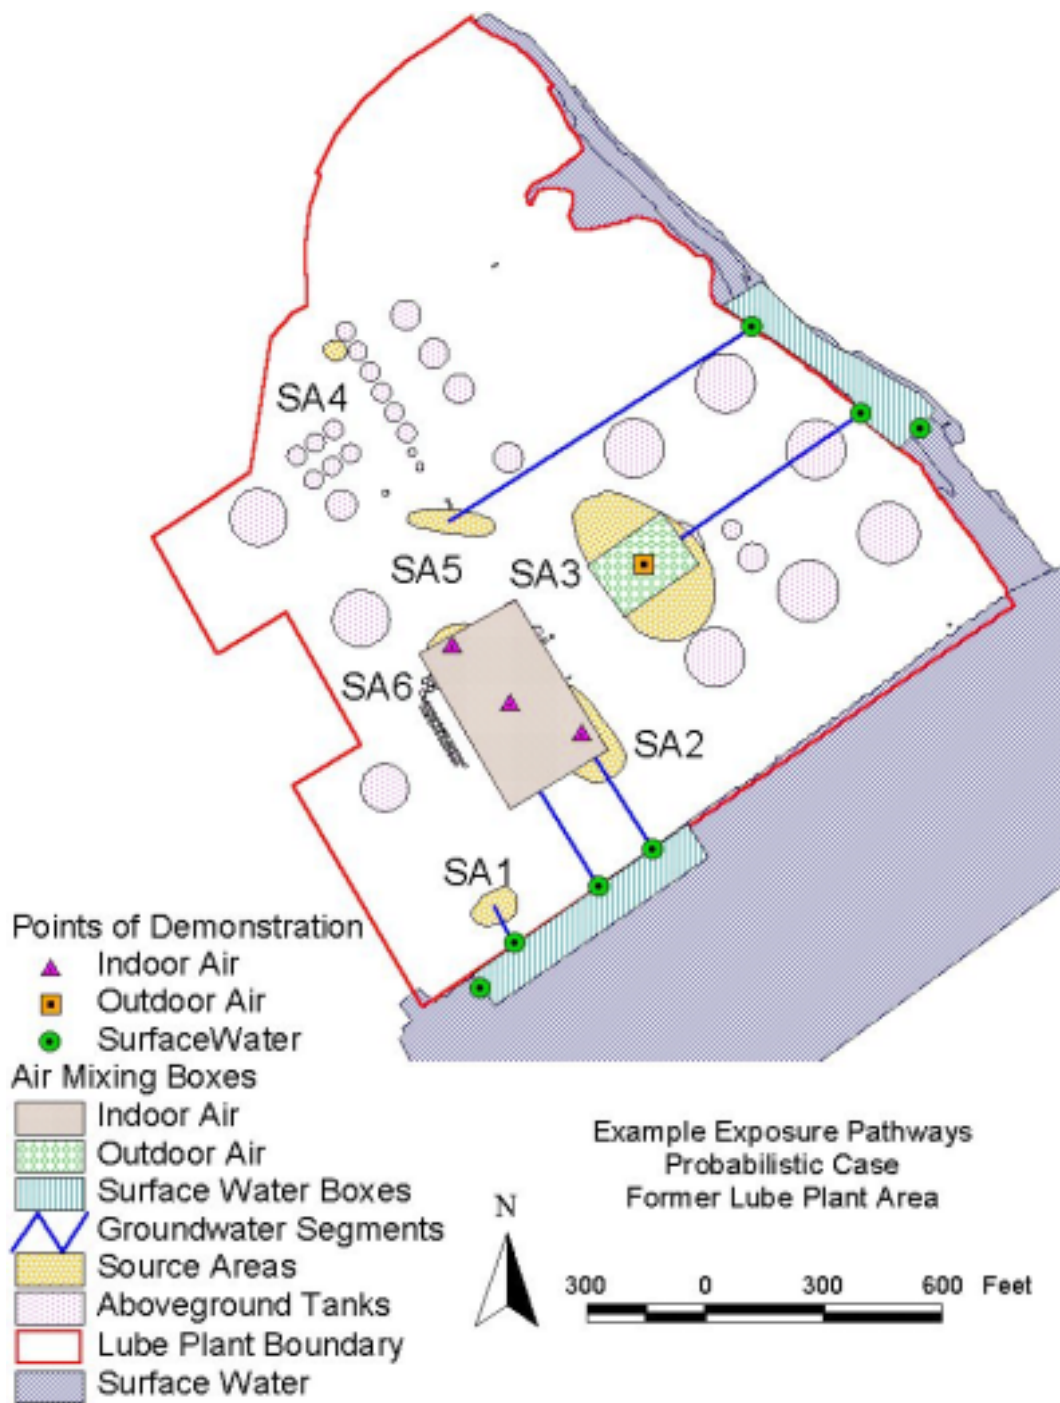 SA4
SA5
SA3
SA6
SA2
SA1
Points of Demonstration
Indoor Air
Outdoor Air
SurfaceWater
Air Mixing Boxes
Indoor Air
Outdoor Air
Surface Water Boxes
Groundwater Segments
Source Areas
Aboveground Tanks
Lube Plant Boundary
Surface Water
Example Exposure Pathways
Probabilistic Case
Former Lube Plant Area
N
300 0 300 600 Feet